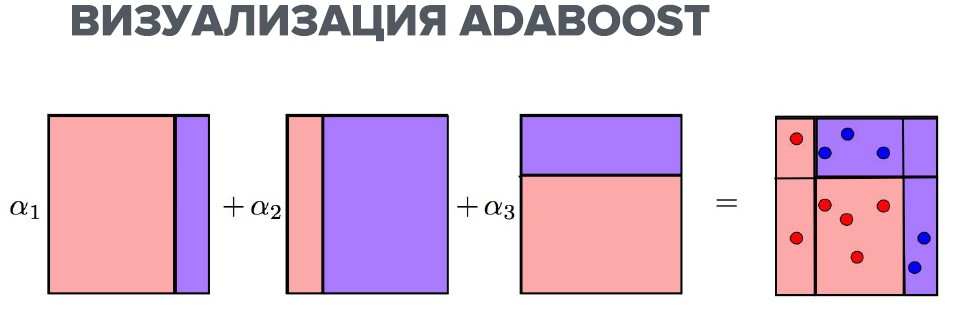 ВИЗУАЛИЗАЦИЯ ADABOOST
α₁ + α₂ + α₃ =